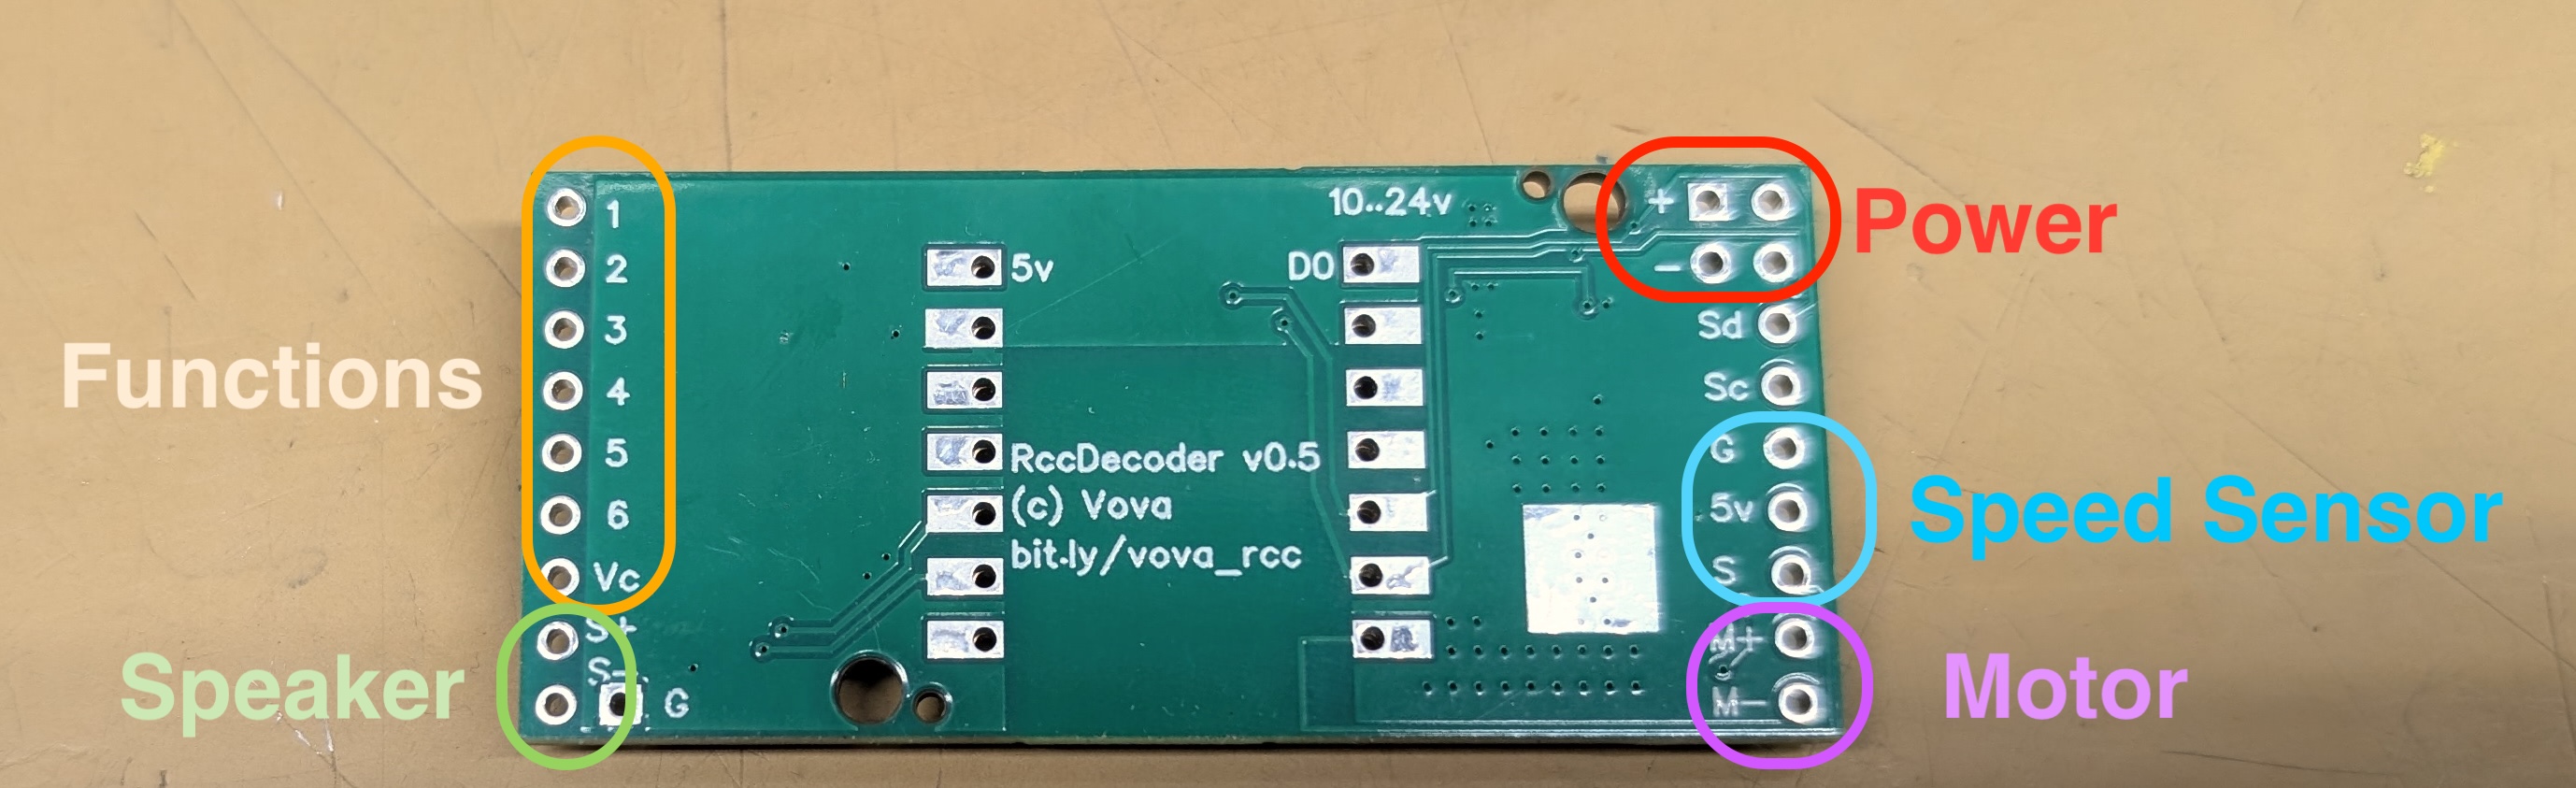 1
2
3
4
5
6
Vc
S+
S-
G
Functions
Speaker
5v
D0
10..24v
RccDecoder v0.5
(c) Vova
bit.ly/vova_rcc
+
-
Sd
Sc
G
5v
S
M+
M-
Power
Speed Sensor
Motor